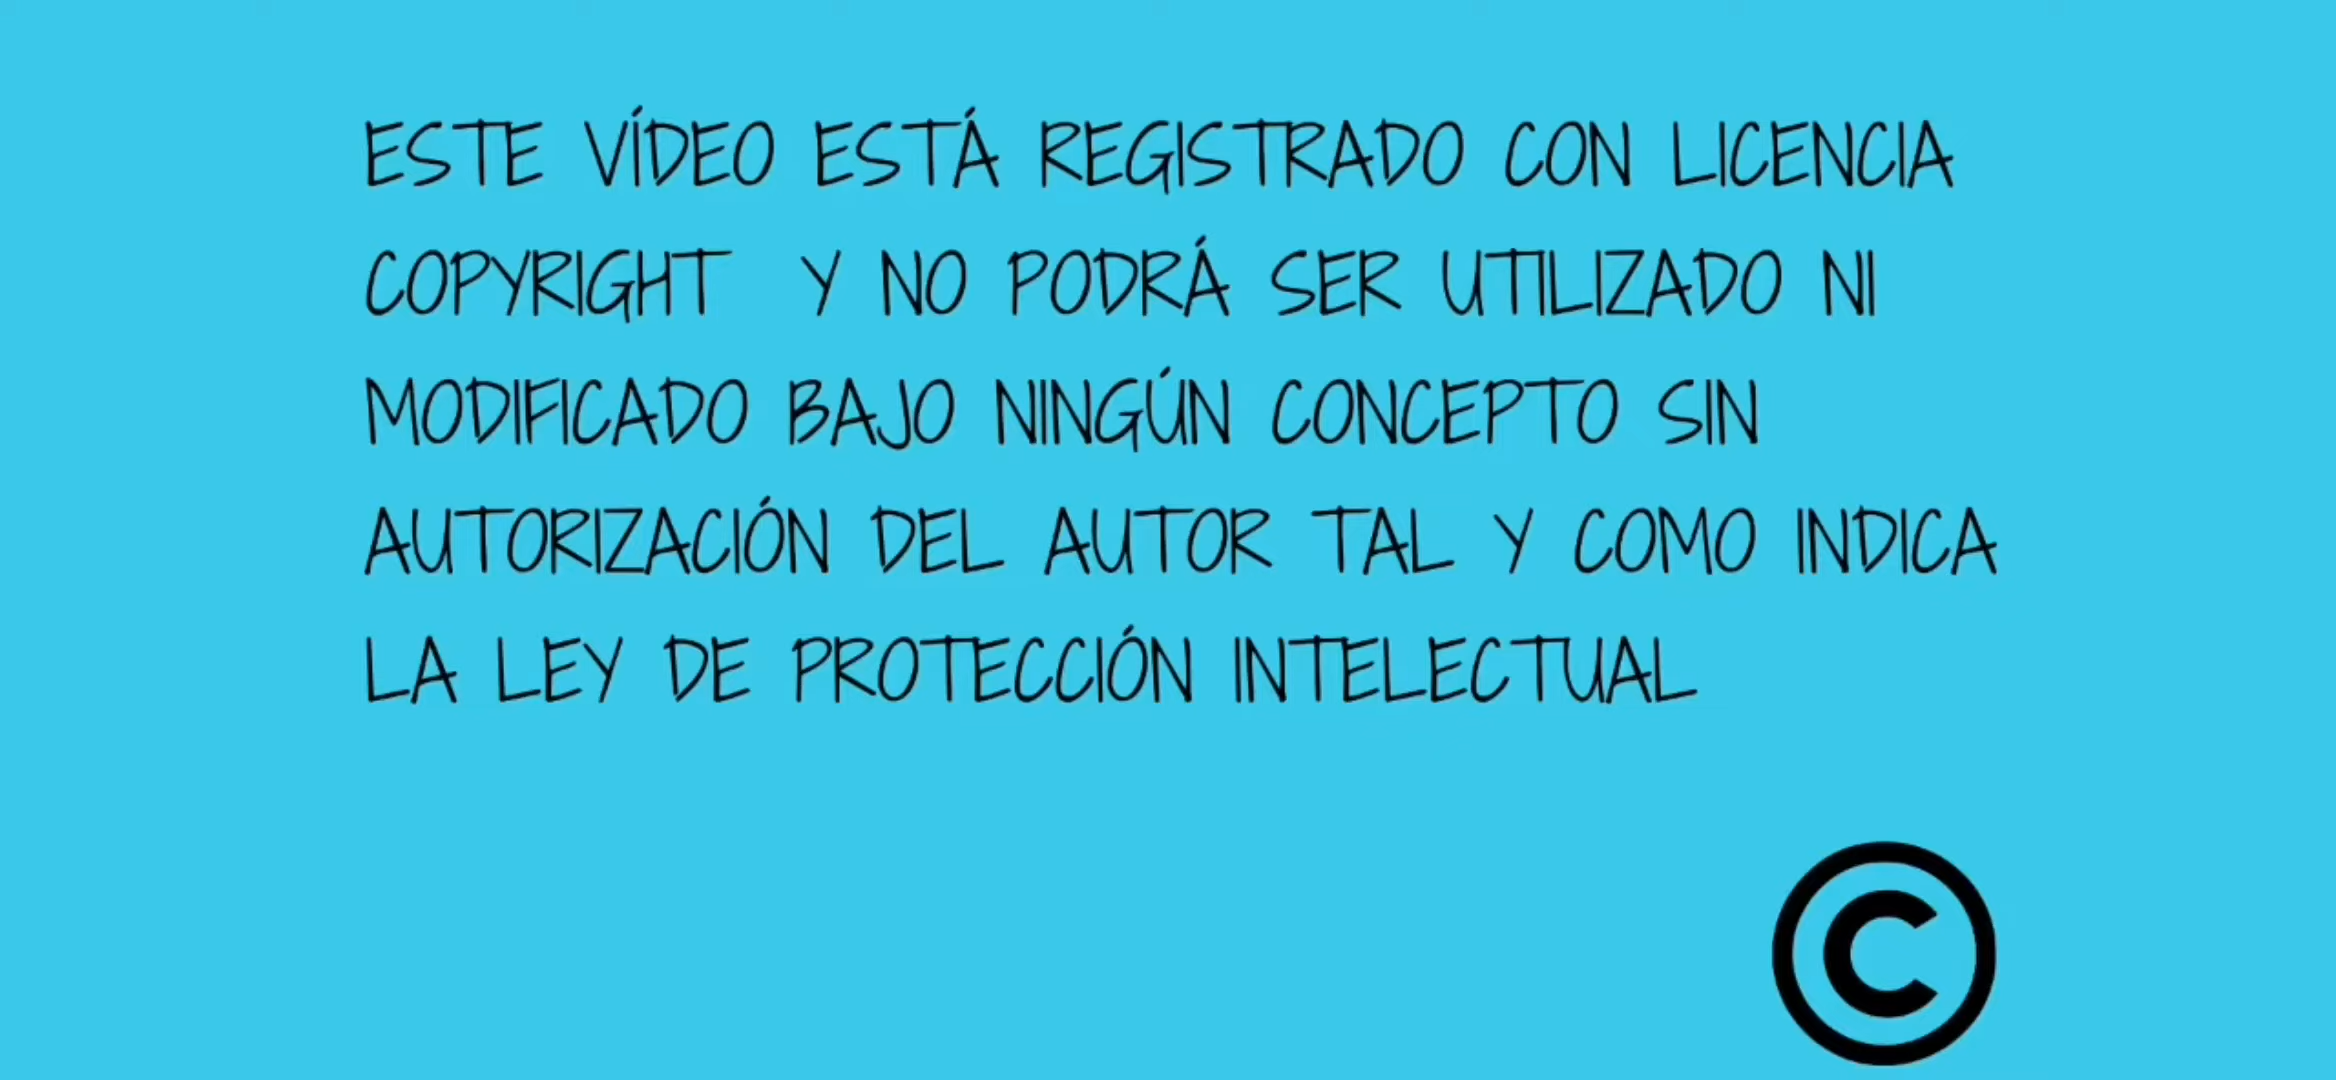 ESTE VÍDEO ESTÁ REGISTRADO CON LICENCIA
COPYRIGHT Y NO PODRÁ SER UTILIZADO NI
MODIFICADO BAJO NINGÚN CONCEPTO SIN
AUTORIZACIÓN DEL AUTOR TAL Y COMO INDICA
LA LEY DE PROTECCIÓN INTELECTUAL
©